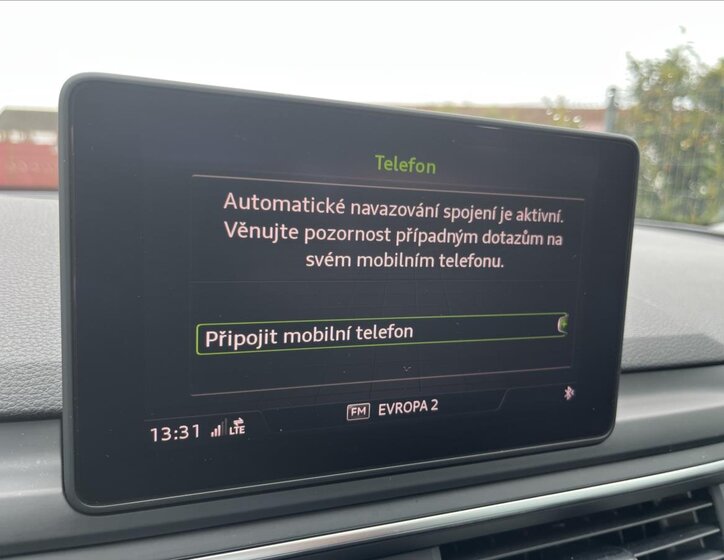 Telefon
Automatické navazování spojení je aktivní.
Věnujte pozornost případným dotazům na
svém mobilním telefonu.
Připojit mobilní telefon
FM EVROPA 2
13:31 LTE